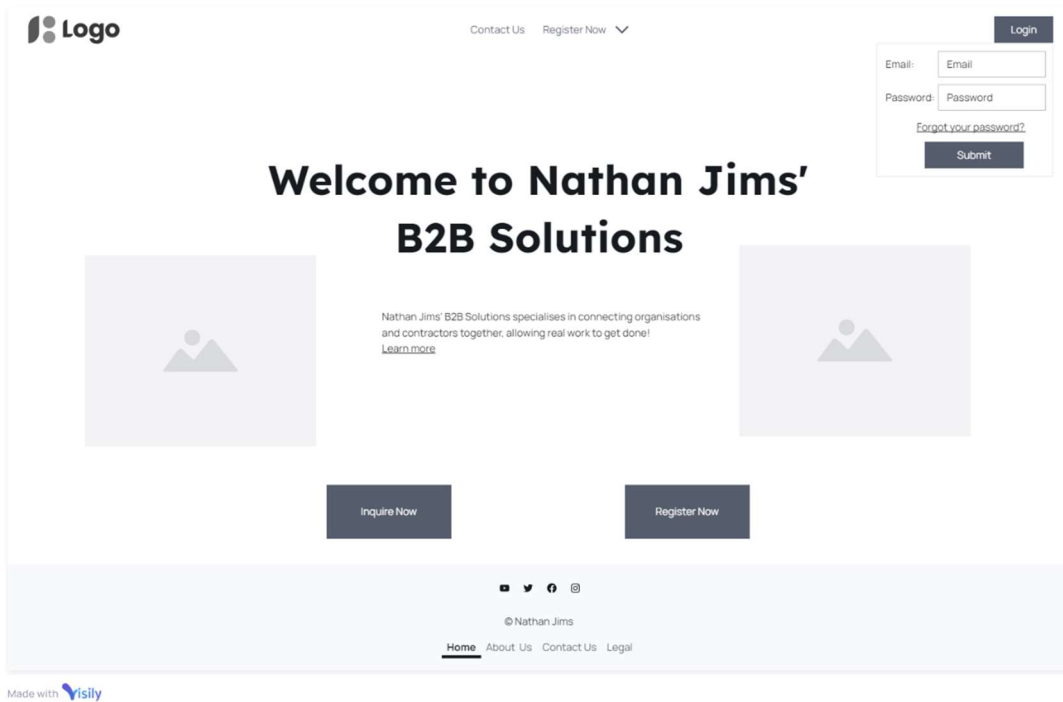 Logo
Contact Us Register Now
Login
Email: Email
Password: Password
Forgot your password?
Submit
Welcome to Nathan Jims'
B2B Solutions
Nathan Jims' B2B Solutions specialises in connecting organisations
and contractors together, allowing real work to get done!
Learn more
Inquire Now
Register Now
© Nathan Jims
Home About Us Contact Us Legal
Made with Visily